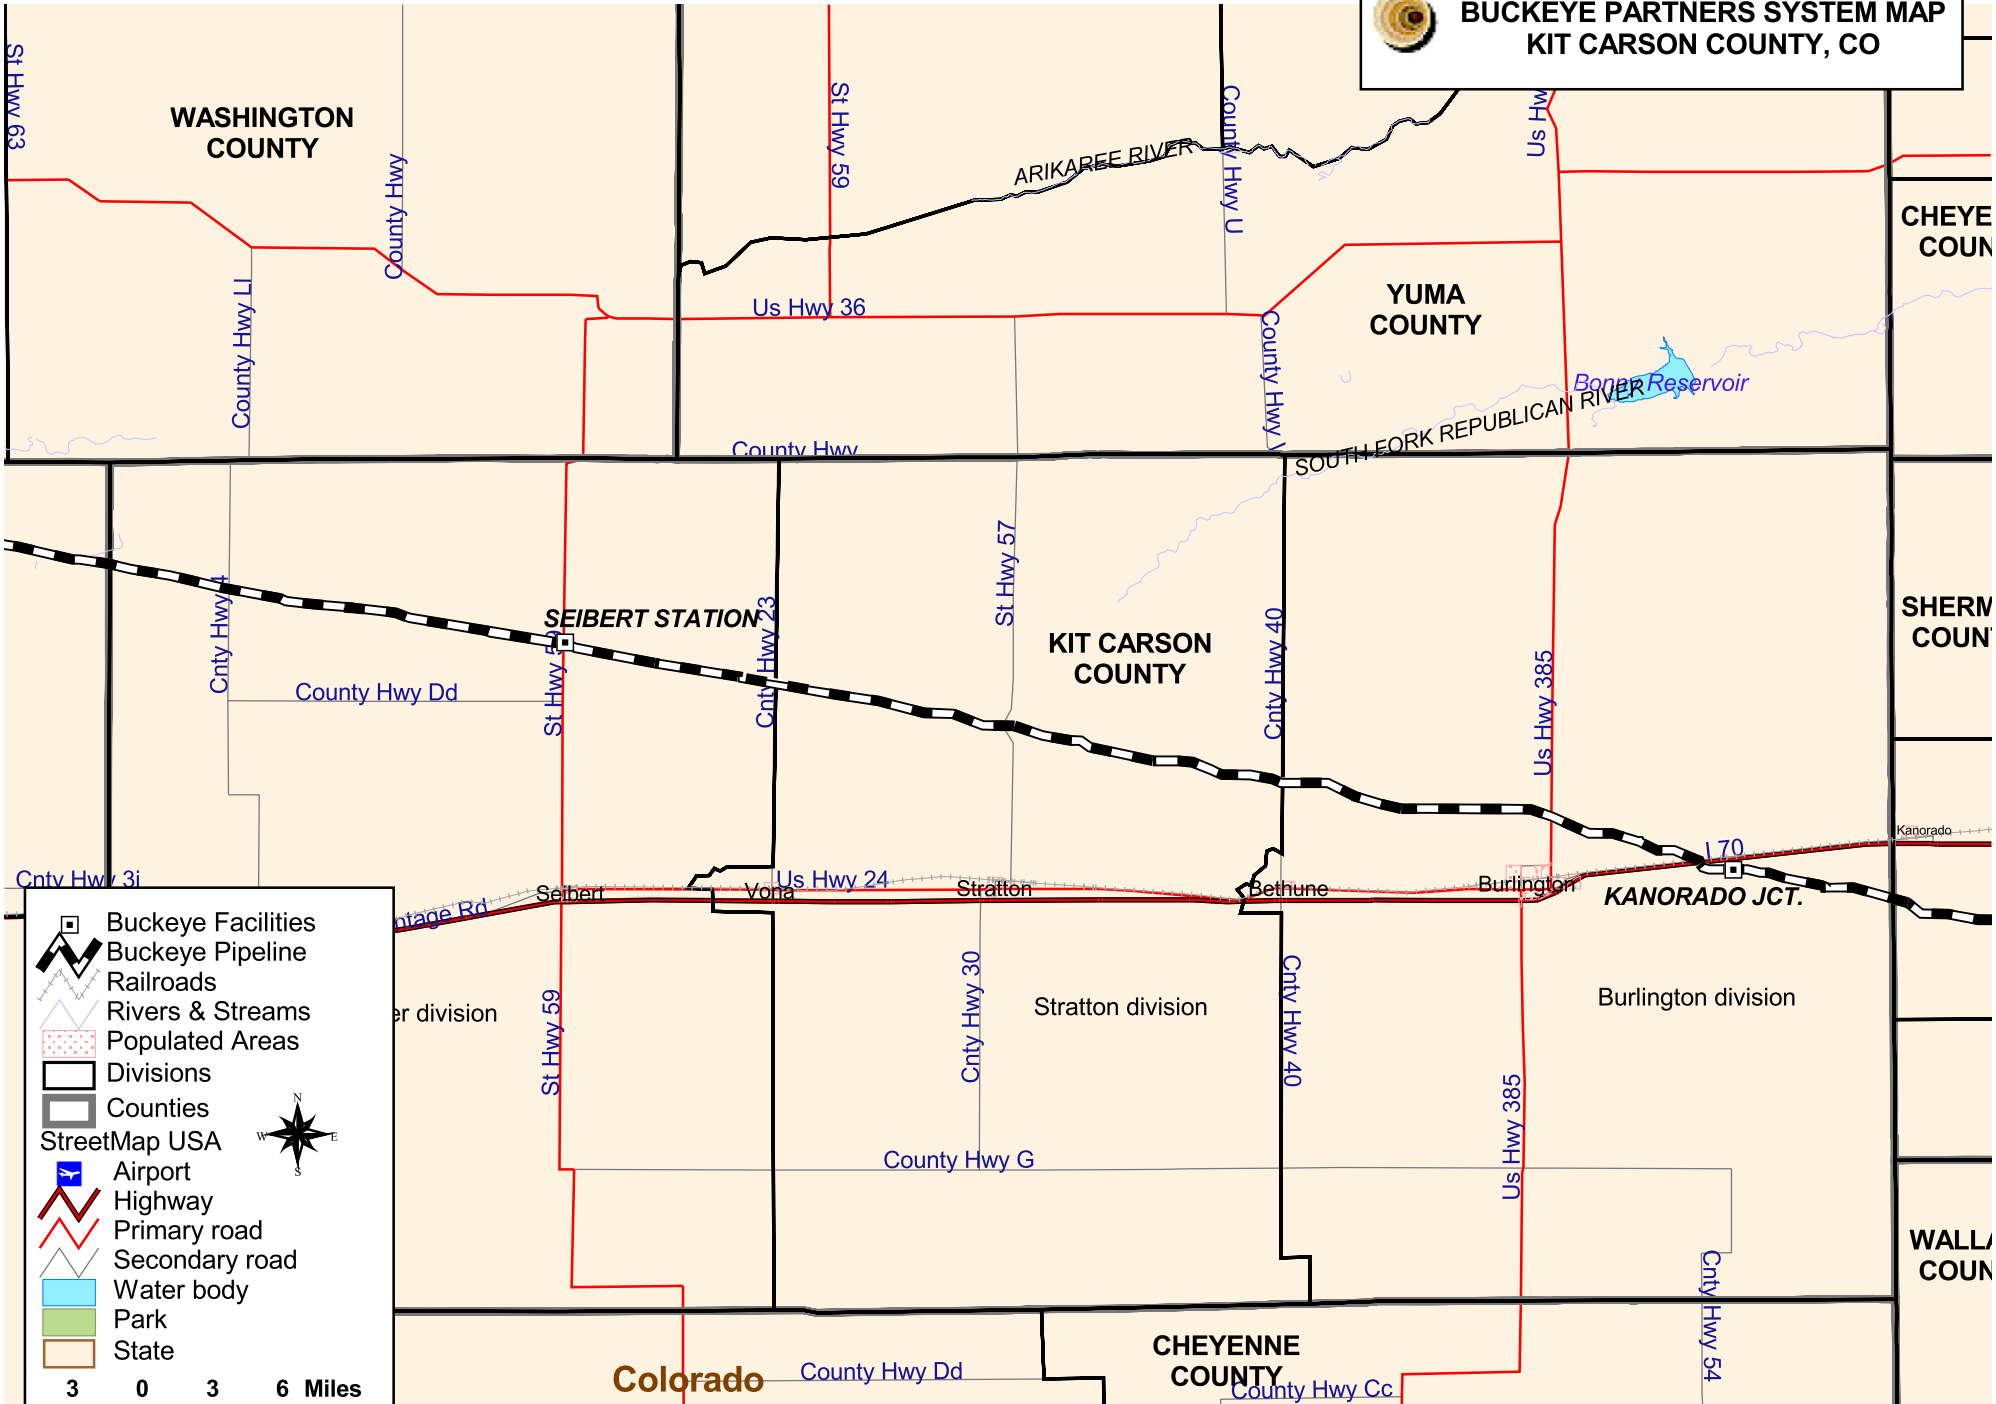 BUCKEYE PARTNERS SYSTEM MAP
KIT CARSON COUNTY, CO
St Hwy 63
WASHINGTON
COUNTY
County Hwy
St Hwy 59
ARIKAREE RIVER
County Hwy U
Us Hw
CHEYE
COUN
County Hwy Ll
Us Hwy 36
YUMA
COUNTY
County Hwy V
Bonny Reservoir
SOUTH FORK REPUBLICAN RIVER
County Hwy
Cnty Hwy 4
SEIBERT STATION
St Hwy 59
Cnty Hwy 23
St Hwy 57
KIT CARSON
COUNTY
Cnty Hwy 40
Us Hwy 385
SHERM
COUN
County Hwy Dd
Kanorado
I 70
Cnty Hwy 3i
Us Hwy 24
Seibert
Vona
Stratton
Bethune
Burlington
KANORADO JCT.
ntage Rd
er division
Stratton division
Burlington division
St Hwy 59
Cnty Hwy 30
Cnty Hwy 40
Us Hwy 385
County Hwy G
WALLA
COUN
Cnty Hwy 54
CHEYENNE
COUNTY
Colorado
County Hwy Dd
County Hwy Cc
Buckeye Facilities
Buckeye Pipeline
Railroads
Rivers & Streams
Populated Areas
Divisions
Counties
StreetMap USA
N
W E
S
Airport
Highway
Primary road
Secondary road
Water body
Park
State
3 0 3 6 Miles